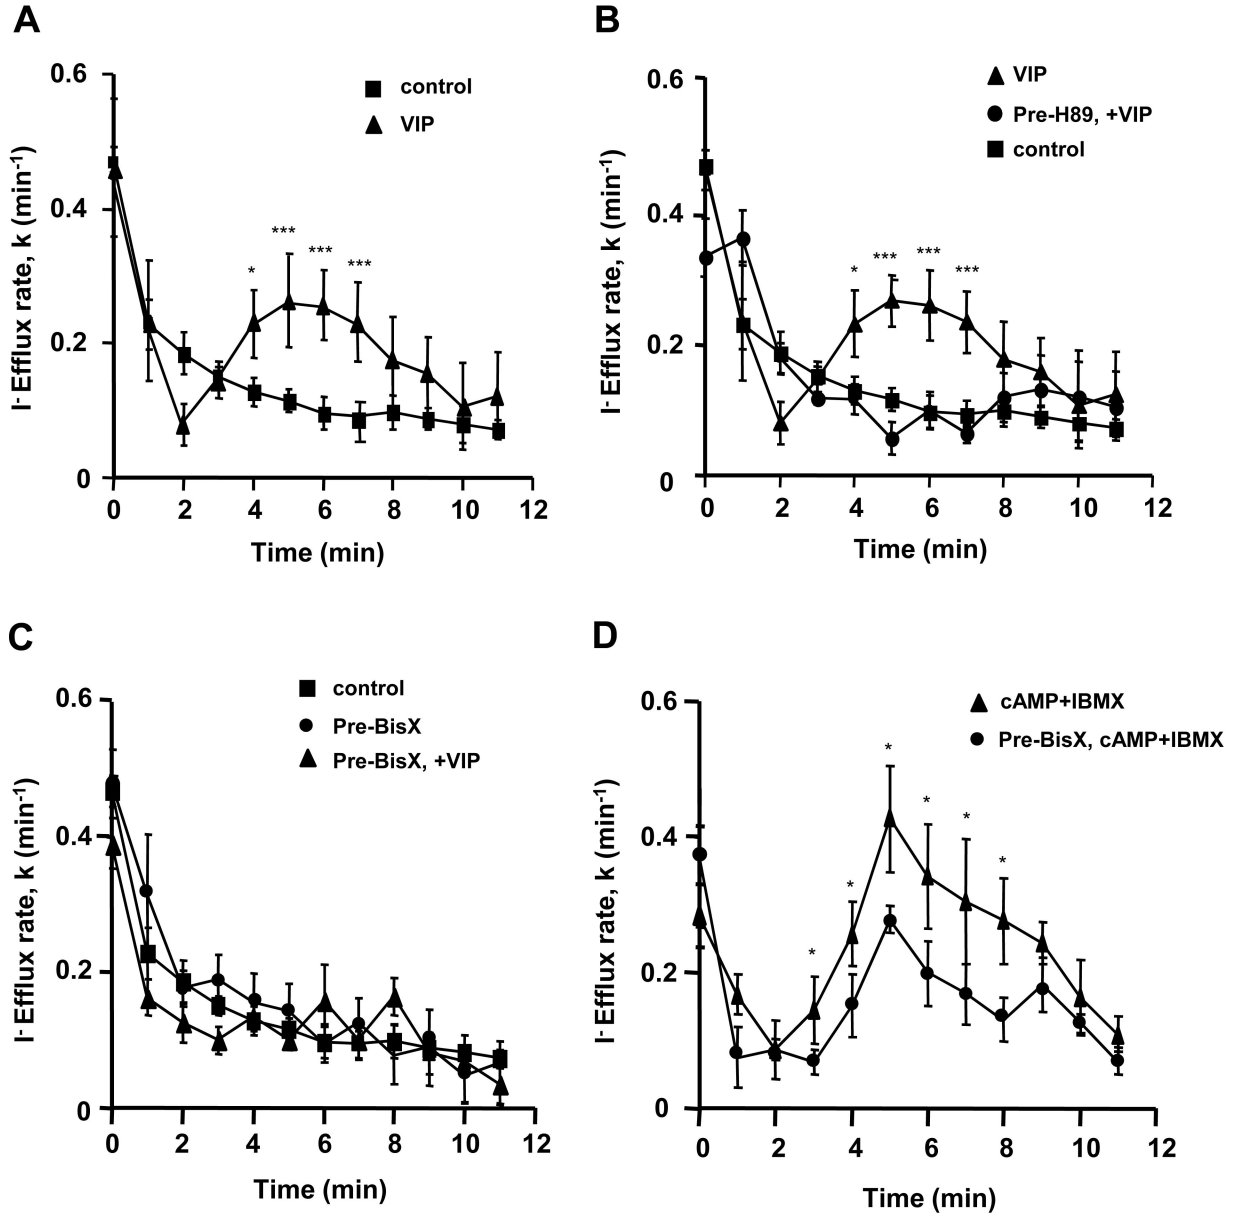 A
0.6
0.4
0.2
0
I- Efflux rate, k (min-1)
control
VIP
*
***
***
***
0 2 4 6 8 10 12
Time (min)
B
0.6
0.4
0.2
0
I- Efflux rate, k (min-1)
VIP
Pre-H89, +VIP
control
*
***
***
***
0 2 4 6 8 10 12
Time (min)
C
0.6
0.4
0.2
0
I- Efflux rate, k (min-1)
control
Pre-BisX
Pre-BisX, +VIP
0 2 4 6 8 10 12
Time (min)
D
0.6
0.4
0.2
0
I- Efflux rate, k (min-1)
cAMP+IBMX
Pre-BisX, cAMP+IBMX
*
*
*
*
*
*
0 2 4 6 8 10 12
Time (min)